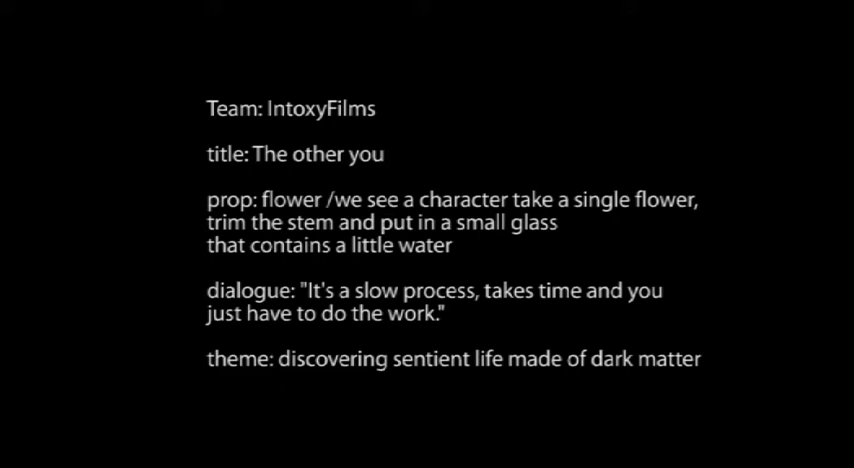 Team: IntoxyFilms
title: The other you
prop: flower /we see a character take a single flower,
trim the stem and put in a small glass
that contains a little water
dialogue: "It's a slow process, takes time and you
just have to do the work."
theme: discovering sentient life made of dark matter